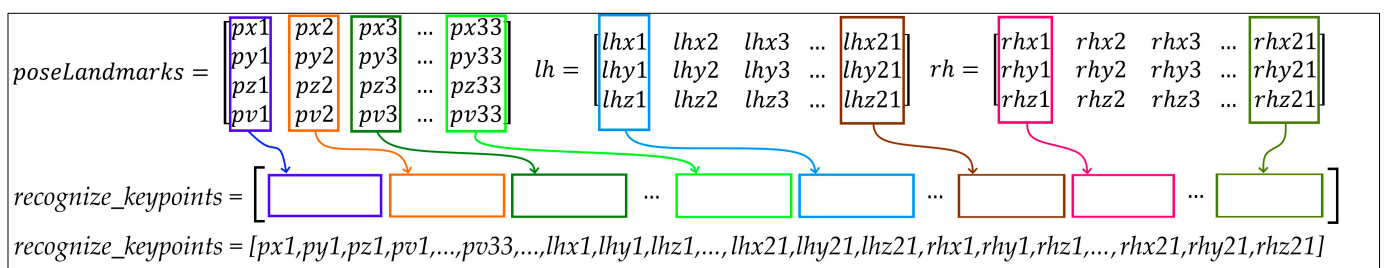 px1 px2 px3 ... px33
py1 py2 py3 ... py33
pz1 pz2 pz3 ... pz33
pv1 pv2 pv3 ... pv33
poseLandmarks =
lhx1 lhx2 lhx3 ... lhx21
lhy1 lhy2 lhy3 ... lhy21
lhz1 lhz2 lhz3 ... lhz21
lh =
rhx1 rhx2 rhx3 ... rhx21
rhy1 rhy2 rhy3 ... rhy21
rhz1 rhz2 rhz3 ... rhz21
rh =
recognize_keypoints = [ ... ... ... ]
recognize_keypoints = [px1,py1,pz1,pv1,...,pv33,...,lhx1,lhy1,lhz1,..., lhx21,lhy21,lhz21,rhx1,rhy1,rhz1,..., rhx21,rhy21,rhz21]